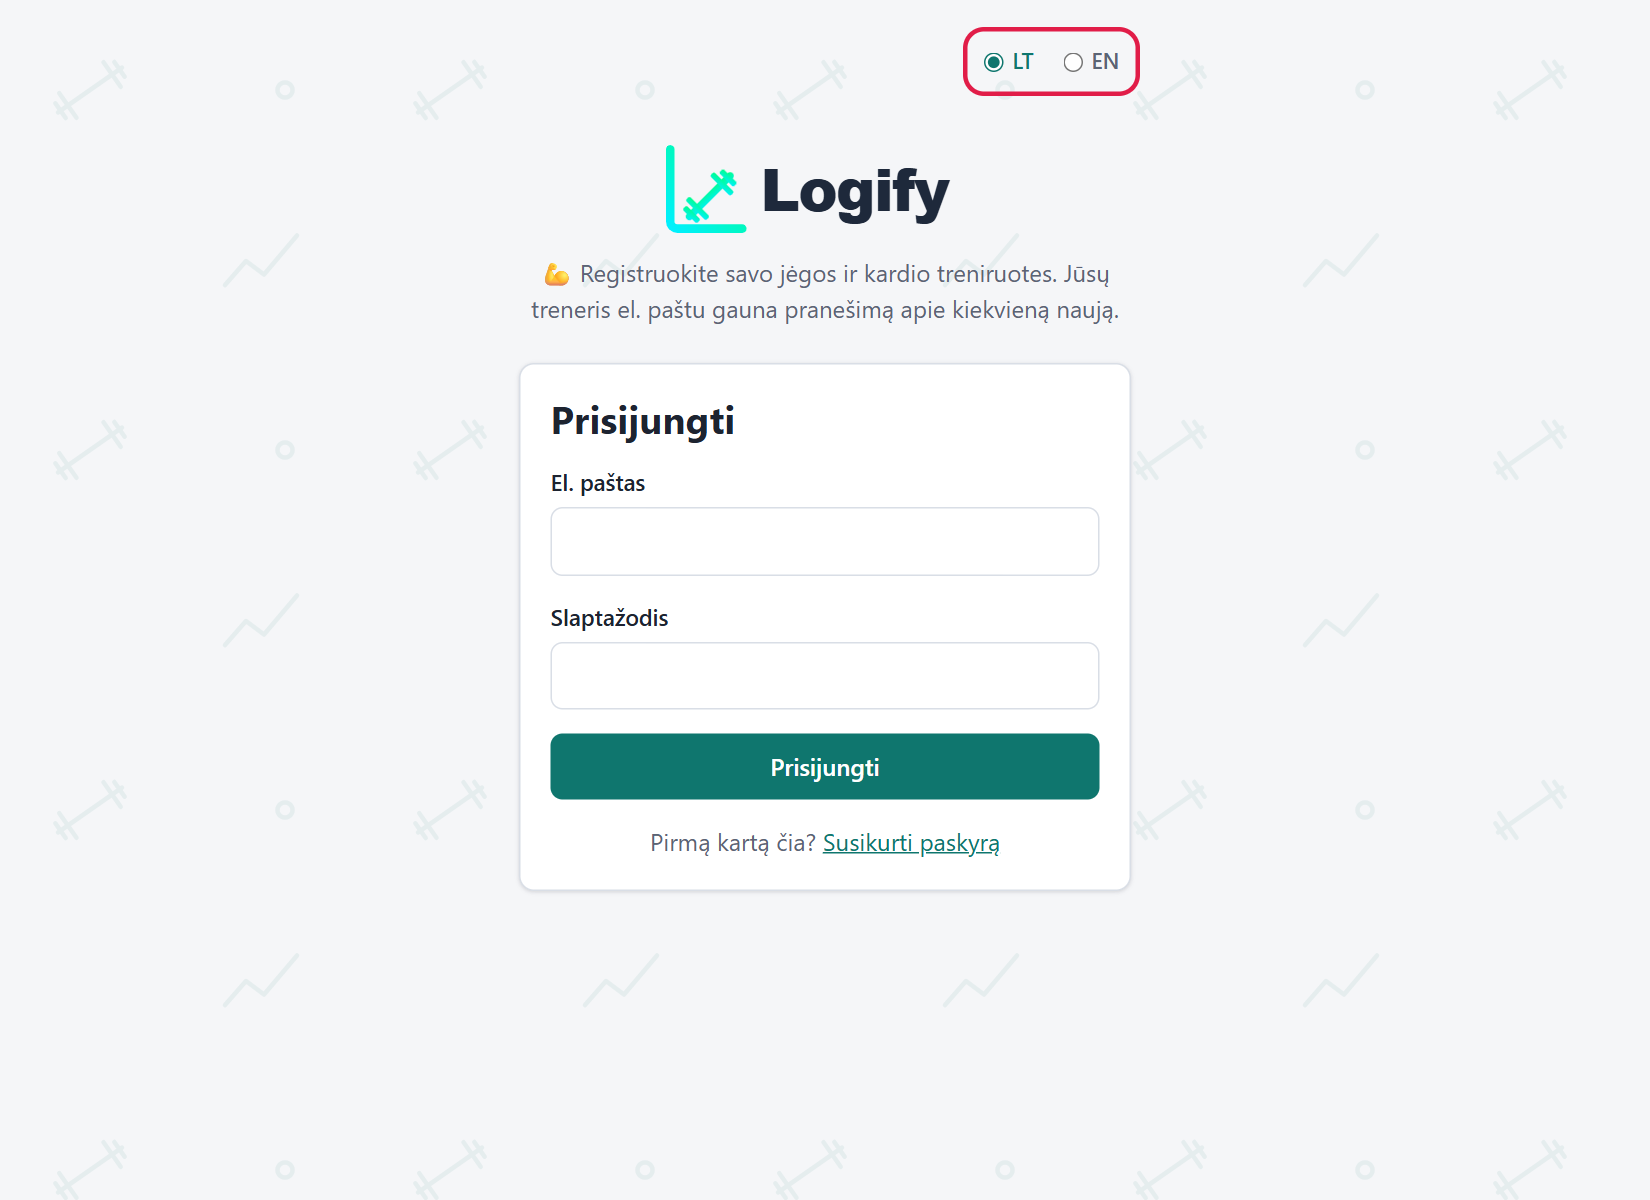 LT EN
Logify
💪 Registruokite savo jėgos ir kardio treniruotes. Jūsų
treneris el. paštu gauna pranešimą apie kiekvieną naują.
Prisijungti
El. paštas
Slaptažodis
Prisijungti
Pirmą kartą čia? Susikurti paskyrą